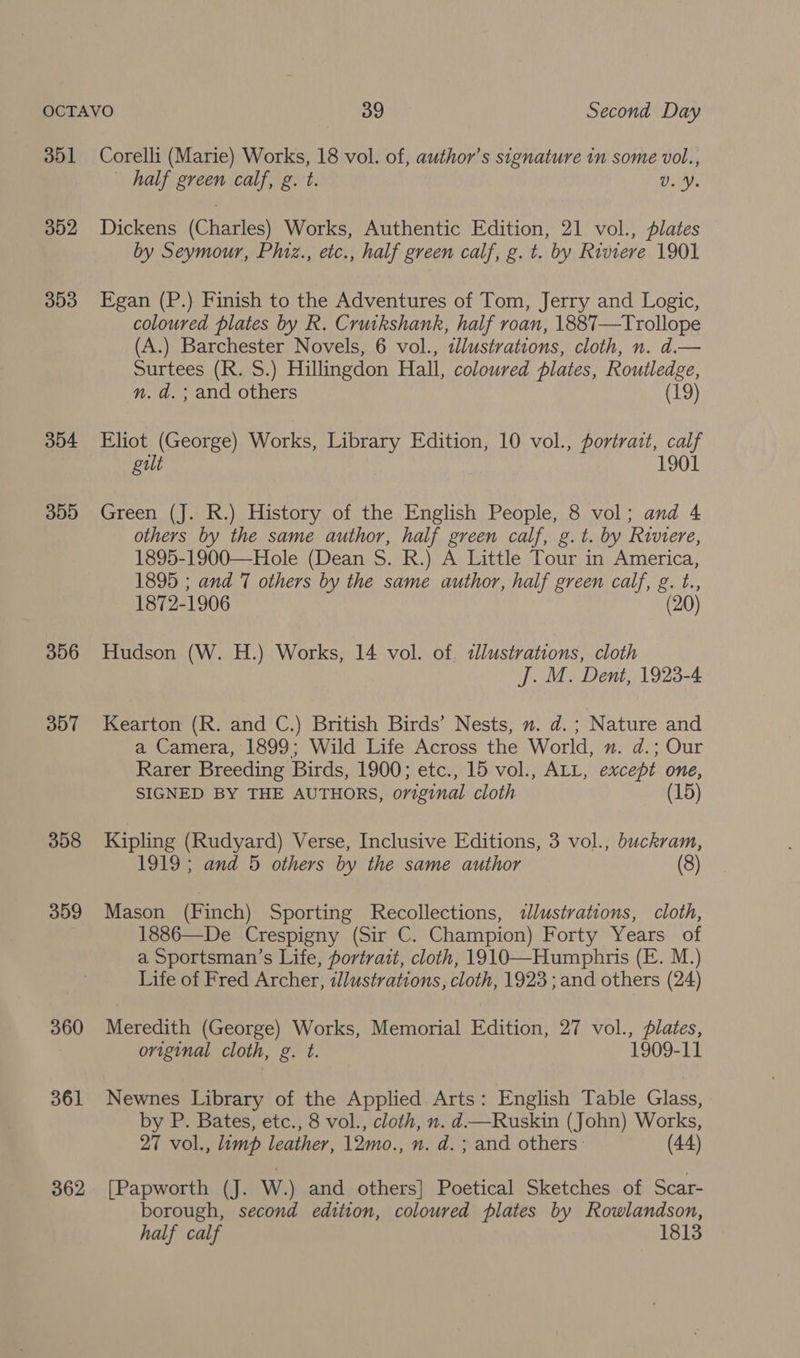 OCTAVO 39 Second Day
351 Corelli (Marie) Works, 18 vol. of, author's signature in some vol.,
half green calf, g. t. v. y.
352 Dickens (Charles) Works, Authentic Edition, 21 vol., plates
by Seymour, Phiz., etc., half green calf, g. t. by Riviere 1901
353 Egan (P.) Finish to the Adventures of Tom, Jerry and Logic,
coloured plates by R. Cruikshank, half roan, 1887—Trollope
(A.) Barchester Novels, 6 vol., illustrations, cloth, n. d.—
Surtees (R. S.) Hillingdon Hall, coloured plates, Routledge,
n. d. ; and others (19)
354 Eliot (George) Works, Library Edition, 10 vol., portrait, calf
gilt 1901
355 Green (J. R.) History of the English People, 8 vol; and 4
others by the same author, half green calf, g. t. by Riviere,
1895-1900—Hole (Dean S. R.) A Little Tour in America,
1895 ; and 7 others by the same author, half green calf, g. t.,
1872-1906 (20)
356 Hudson (W. H.) Works, 14 vol. of, illustrations, cloth
J. M. Dent, 1923-4
357 Kearton (R. and C.) British Birds' Nests, n. d. ; Nature and
a Camera, 1899; Wild Life Across the World, n. d.; Our
Rarer Breeding Birds, 1900; etc., 15 vol., ALL, except one,
SIGNED BY THE AUTHORS, original cloth (15)
358 Kipling (Rudyard) Verse, Inclusive Editions, 3 vol., buckram,
1919 ; and 5 others by the same author (8)
359 Mason (Finch) Sporting Recollections, illustrations, cloth,
1886—De Crespigny (Sir C. Champion) Forty Years of
a Sportsman's Life, portrait, cloth, 1910—Humphris (E. M.)
Life of Fred Archer, illustrations, cloth, 1923 ; and others (24)
360 Meredith (George) Works, Memorial Edition, 27 vol., plates,
original cloth, g. t. 1909-11
361 Newnes Library of the Applied Arts: English Table Glass,
by P. Bates, etc., 8 vol., cloth, n. d.—Ruskin (John) Works,
27 vol., limp leather, 12mo., n. d. ; and others (44)
362 [Papworth (J. W.) and others] Poetical Sketches of Scar-
borough, second edition, coloured plates by Rowlandson,
half calf 1813